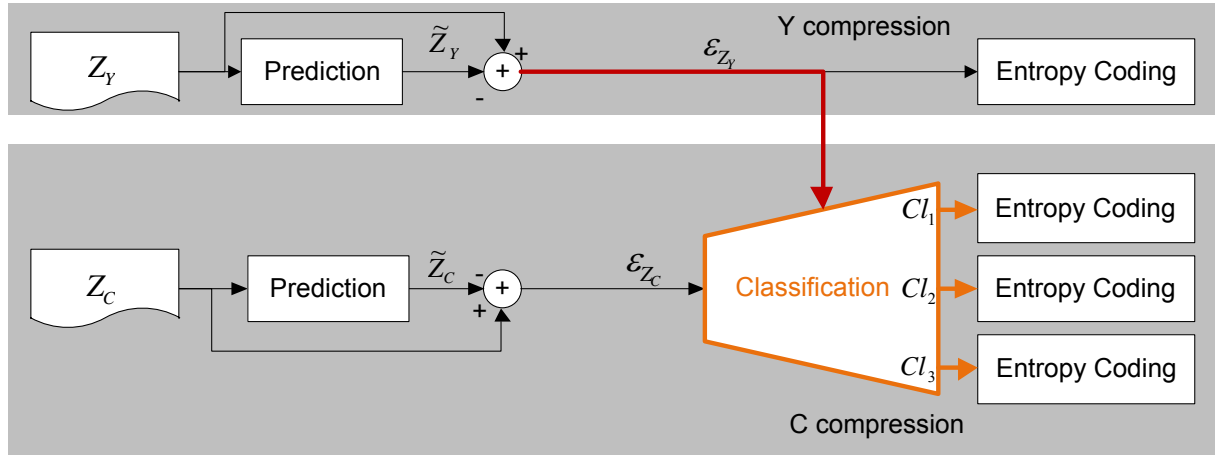 Y compression
Z_Y
Prediction
Z̃_Y
+
+
-
ε_{Z_Y}
Entropy Coding
Z_C
Prediction
Z̃_C
-
+
+
ε_{Z_C}
Classification
Cl_1
Cl_2
Cl_3
Entropy Coding
Entropy Coding
Entropy Coding
C compression